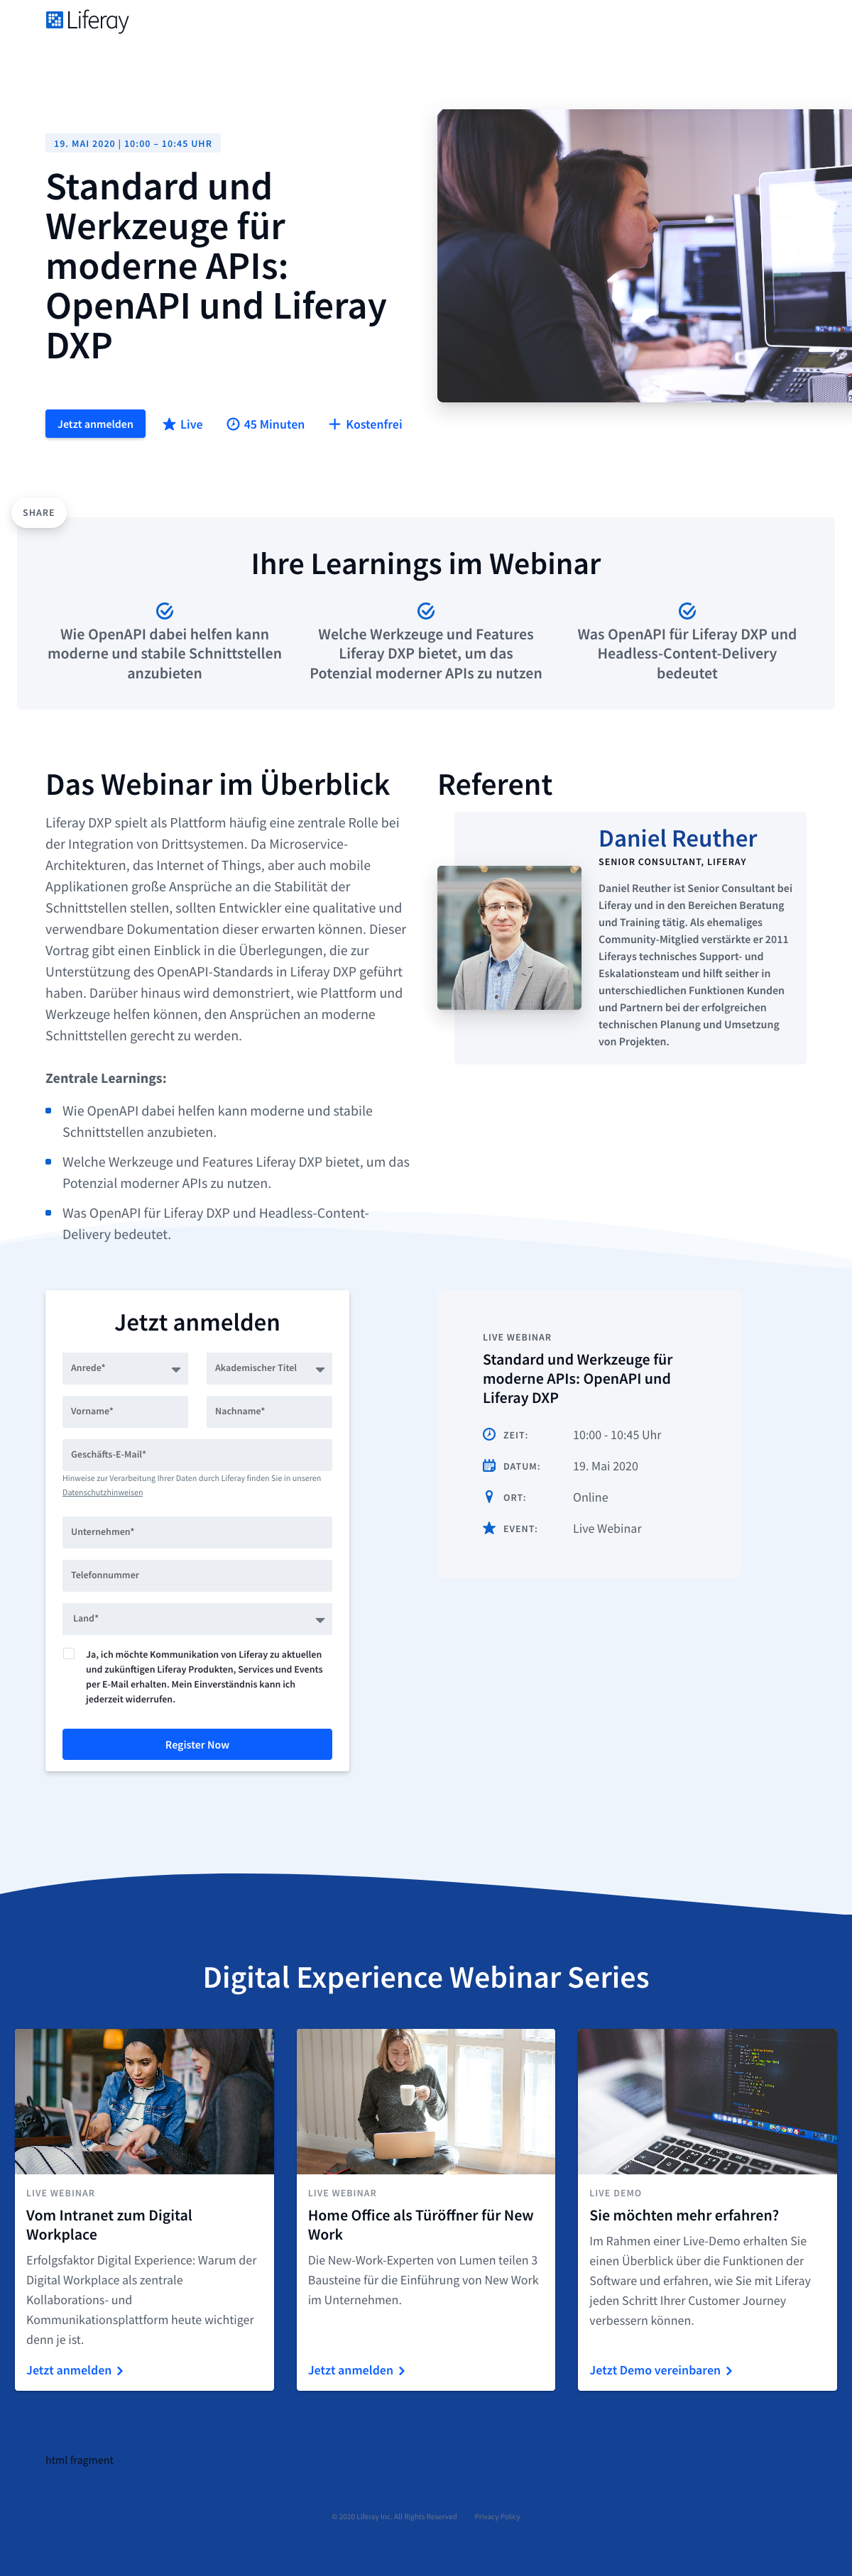 Liferay
19. MAI 2020 | 10:00 – 10:45 UHR
Standard und
Werkzeuge für
moderne APIs:
OpenAPI und Liferay
DXP
Jetzt anmelden
Live
45 Minuten
Kostenfrei
SHARE
Ihre Learnings im Webinar
Wie OpenAPI dabei helfen kann
moderne und stabile Schnittstellen
anzubieten
Welche Werkzeuge und Features
Liferay DXP bietet, um das
Potenzial moderner APIs zu nutzen
Was OpenAPI für Liferay DXP und
Headless-Content-Delivery
bedeutet
Das Webinar im Überblick
Liferay DXP spielt als Plattform häufig eine zentrale Rolle bei
der Integration von Drittsystemen. Da Microservice-
Architekturen, das Internet of Things, aber auch mobile
Applikationen große Ansprüche an die Stabilität der
Schnittstellen stellen, sollten Entwickler eine qualitative und
verwendbare Dokumentation dieser erwarten können. Dieser
Vortrag gibt einen Einblick in die Überlegungen, die zur
Unterstützung des OpenAPI-Standards in Liferay DXP geführt
haben. Darüber hinaus wird demonstriert, wie Plattform und
Werkzeuge helfen können, den Ansprüchen an moderne
Schnittstellen gerecht zu werden.
Zentrale Learnings:
Wie OpenAPI dabei helfen kann moderne und stabile
Schnittstellen anzubieten.
Welche Werkzeuge und Features Liferay DXP bietet, um das
Potenzial moderner APIs zu nutzen.
Was OpenAPI für Liferay DXP und Headless-Content-
Delivery bedeutet.
Referent
Daniel Reuther
SENIOR CONSULTANT, LIFERAY
Daniel Reuther ist Senior Consultant bei
Liferay und in den Bereichen Beratung
und Training tätig. Als ehemaliges
Community-Mitglied verstärkte er 2011
Liferays technisches Support- und
Eskalationsteam und hilft seither in
unterschiedlichen Funktionen Kunden
und Partnern bei der erfolgreichen
technischen Planung und Umsetzung
von Projekten.
Jetzt anmelden
Anrede*
Akademischer Titel
Vorname*
Nachname*
Geschäfts-E-Mail*
Hinweise zur Verarbeitung Ihrer Daten durch Liferay finden Sie in unseren
Datenschutzhinweisen
Unternehmen*
Telefonnummer
Land*
Ja, ich möchte Kommunikation von Liferay zu aktuellen
und zukünftigen Liferay Produkten, Services und Events
per E-Mail erhalten. Mein Einverständnis kann ich
jederzeit widerrufen.
Register Now
LIVE WEBINAR
Standard und Werkzeuge für
moderne APIs: OpenAPI und
Liferay DXP
ZEIT: 10:00 - 10:45 Uhr
DATUM: 19. Mai 2020
ORT: Online
EVENT: Live Webinar
Digital Experience Webinar Series
LIVE WEBINAR
Vom Intranet zum Digital
Workplace
Erfolgsfaktor Digital Experience: Warum der
Digital Workplace als zentrale
Kollaborations- und
Kommunikationsplattform heute wichtiger
denn je ist.
Jetzt anmelden
LIVE WEBINAR
Home Office als Türöffner für New
Work
Die New-Work-Experten von Lumen teilen 3
Bausteine für die Einführung von New Work
im Unternehmen.
Jetzt anmelden
LIVE DEMO
Sie möchten mehr erfahren?
Im Rahmen einer Live-Demo erhalten Sie
einen Überblick über die Funktionen der
Software und erfahren, wie Sie mit Liferay
jeden Schritt Ihrer Customer Journey
verbessern können.
Jetzt Demo vereinbaren
html fragment
© 2020 Liferay Inc. All Rights Reserved Privacy Policy